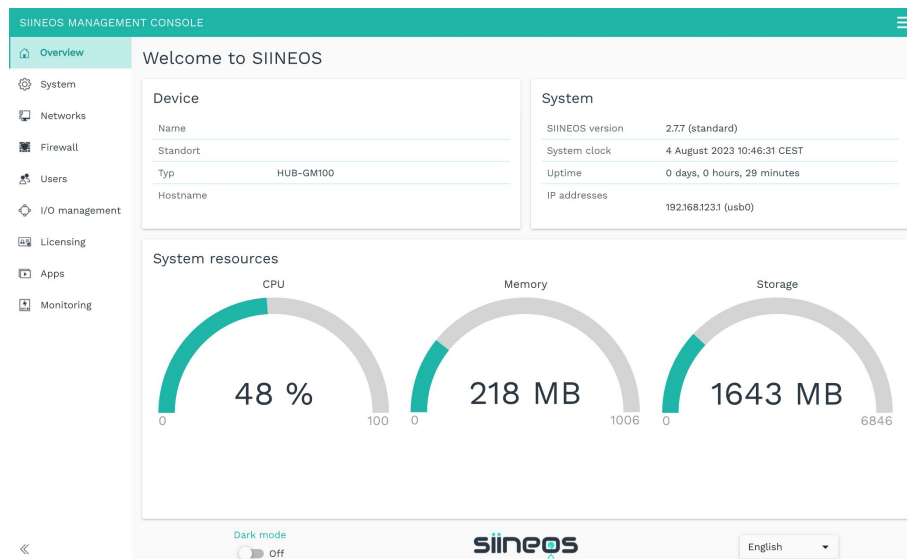 SIINEOS MANAGEMENT CONSOLE
Overview
System
Networks
Firewall
Users
I/O management
Licensing
Apps
Monitoring
Welcome to SIINEOS
Device
Name
Standort
Typ HUB-GM100
Hostname
System
SIINEOS version 2.7.7 (standard)
System clock 4 August 2023 10:46:31 CEST
Uptime 0 days, 0 hours, 29 minutes
IP addresses
192.168.123.1 (usb0)
System resources
CPU
48 %
0 100
Memory
218 MB
0 1006
Storage
1643 MB
0 6846
Dark mode
Off
siineos
English